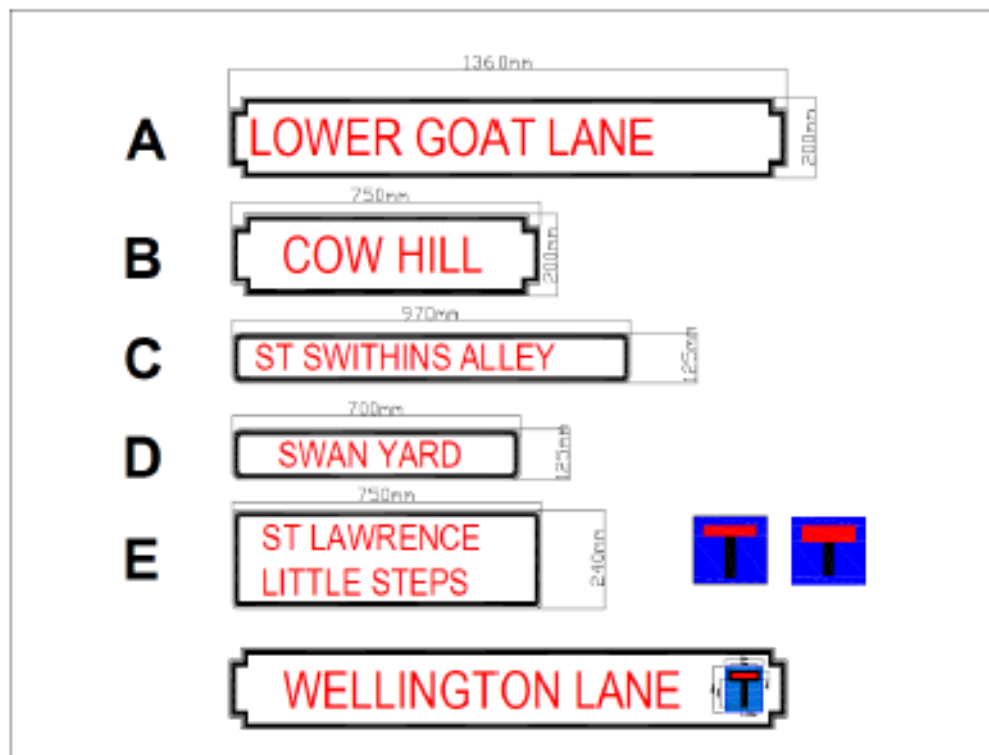 1360mm
A
LOWER GOAT LANE
200mm
750mm
B
COW HILL
200mm
970mm
C
ST SWITHINS ALLEY
125mm
700mm
D
SWAN YARD
125mm
750mm
E
ST LAWRENCE
LITTLE STEPS
240mm
WELLINGTON LANE